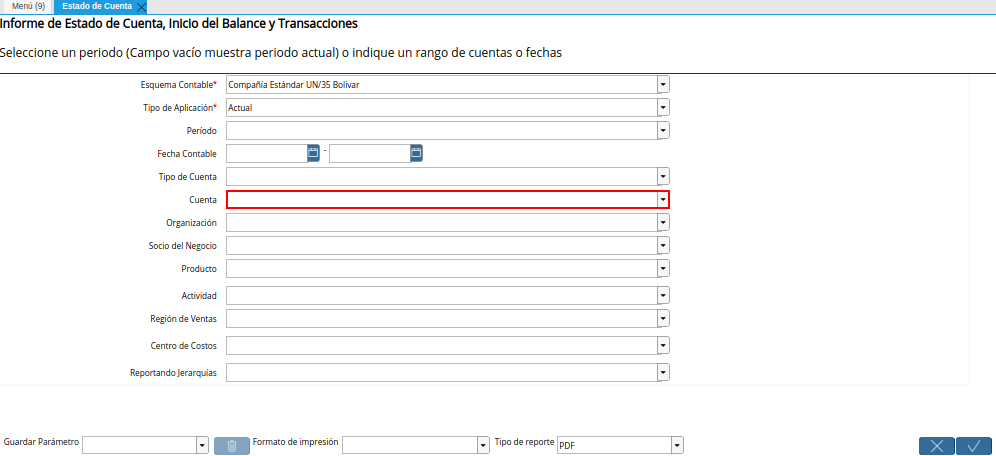 Menú (9) Estado de Cuenta
Informe de Estado de Cuenta, Inicio del Balance y Transacciones
Seleccione un periodo (Campo vacío muestra periodo actual) o indique un rango de cuentas o fechas
Esquema Contable* Compañía Estándar UN/35 Bolivar
Tipo de Aplicación* Actual
Período
Fecha Contable -
Tipo de Cuenta
Cuenta
Organización
Socio del Negocio
Producto
Actividad
Región de Ventas
Centro de Costos
Reportando Jerarquías
Guardar Parámetro Formato de impresión Tipo de reporte PDF